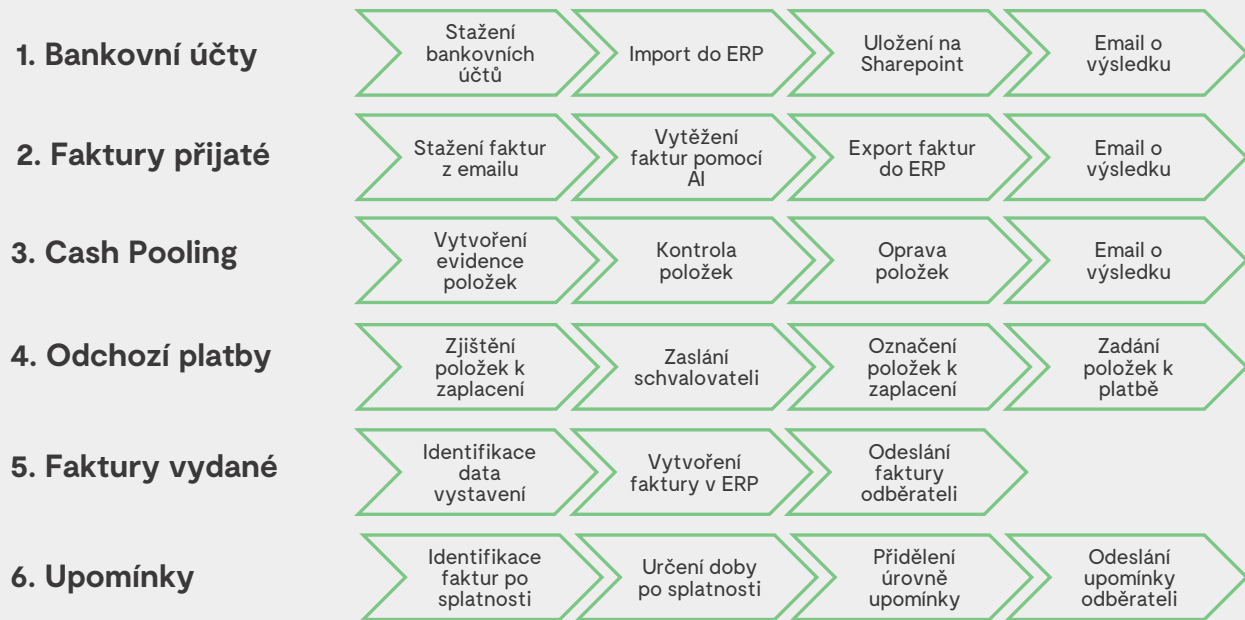 1. Bankovní účty
Stažení
bankovních
účtů
Import do ERP
Uložení na
Sharepoint
Email o
výsledku
2. Faktury přijaté
Stažení faktur
z emailu
Vytěžení
faktur pomocí
AI
Export faktur
do ERP
Email o
výsledku
3. Cash Pooling
Vytvoření
evidence
položek
Kontrola
položek
Oprava
položek
Email o
výsledku
4. Odchozí platby
Zjištění
položek k
zaplacení
Zaslání
schvalovateli
Označení
položek k
zaplacení
Zadání
položek k
platbě
5. Faktury vydané
Identifikace
data
vystavení
Vytvoření
faktury v ERP
Odeslání
faktury
odběrateli
6. Upomínky
Identifikace
faktur po
splatnosti
Určení doby
po splatnosti
Přidělení
úrovně
upomínky
Odeslání
upomínky
odběrateli